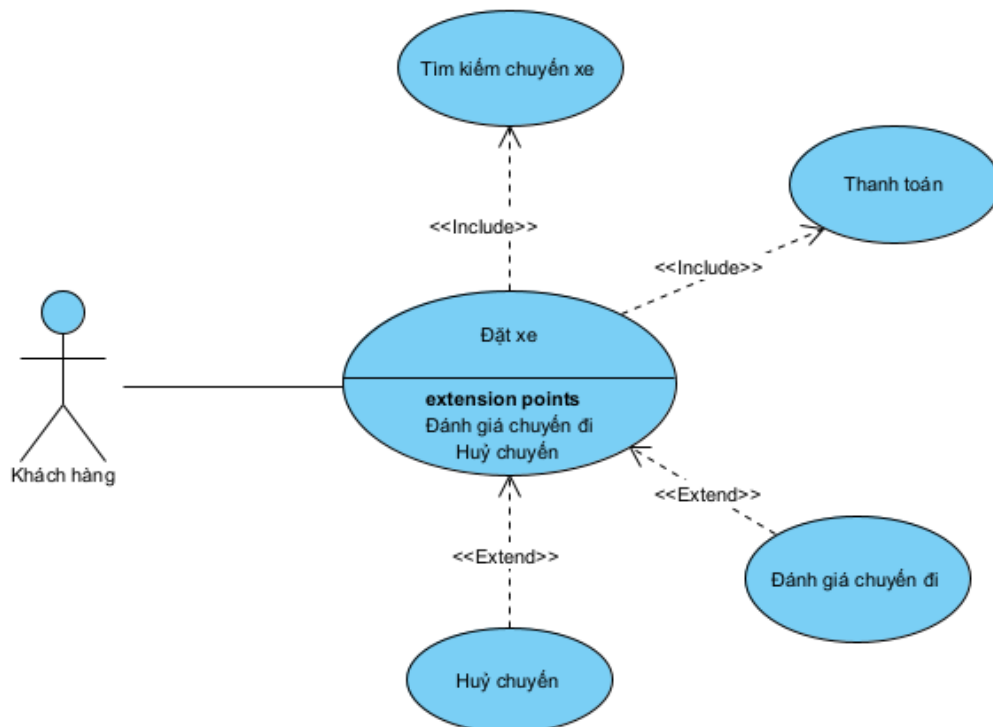 Tìm kiếm chuyến xe
Thanh toán
<<Include>>
<<Include>>
Đặt xe
extension points
Đánh giá chuyến đi
Huỷ chuyến
Khách hàng
<<Extend>>
<<Extend>>
Đánh giá chuyến đi
Huỷ chuyến